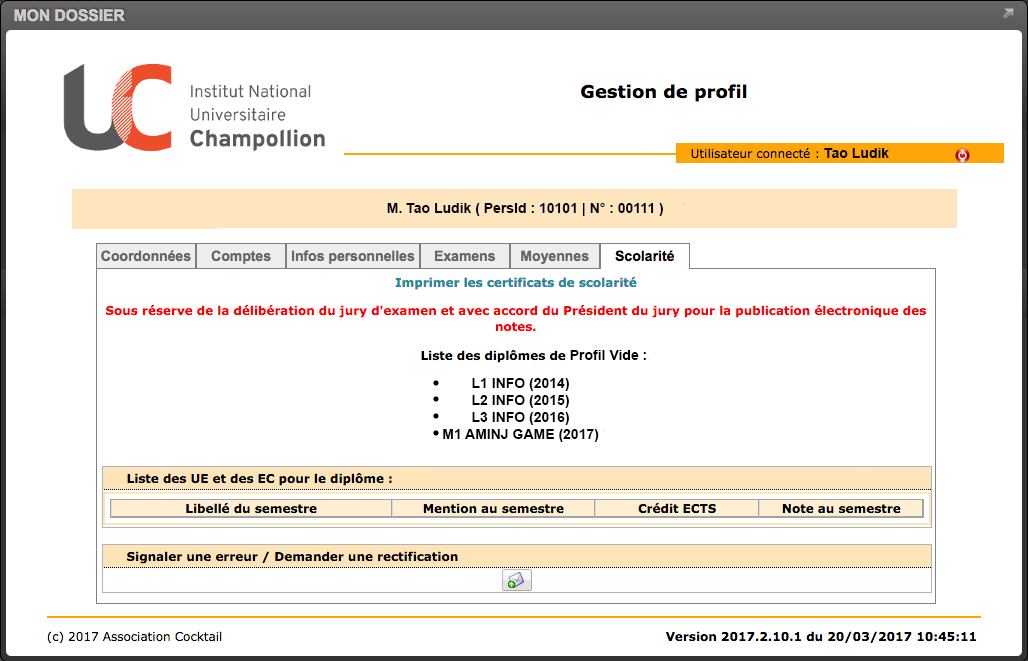 MON DOSSIER
UC
Institut National
Universitaire
Champollion
Gestion de profil
Utilisateur connecté : Tao Ludik
M. Tao Ludik ( PersId : 10101 | N° : 00111 )
Coordonnées Comptes Infos personnelles Examens Moyennes Scolarité
Imprimer les certificats de scolarité
Sous réserve de la délibération du jury d'examen et avec accord du Président du jury pour la publication électronique des
notes.
Liste des diplômes de Profil Vide :
• L1 INFO (2014)
• L2 INFO (2015)
• L3 INFO (2016)
• M1 AMINJ GAME (2017)
Liste des UE et des EC pour le diplôme :
Libellé du semestre Mention au semestre Crédit ECTS Note au semestre
Signaler une erreur / Demander une rectification
(c) 2017 Association Cocktail Version 2017.2.10.1 du 20/03/2017 10:45:11